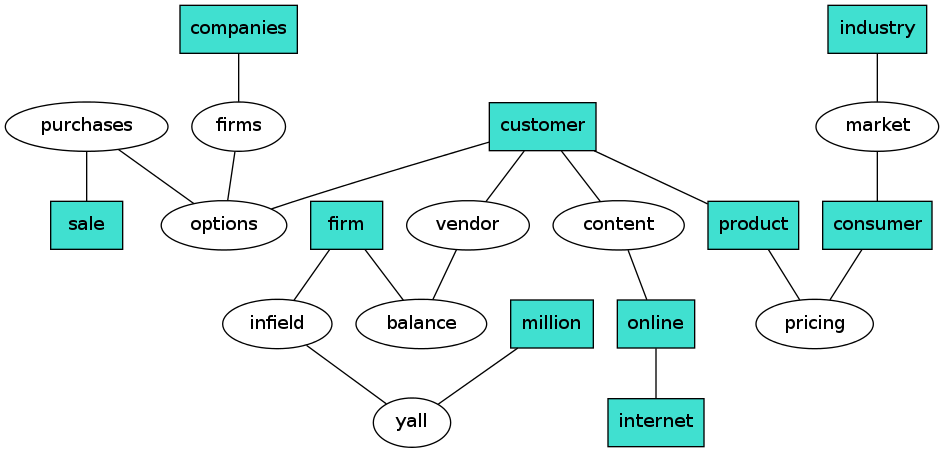 companies
industry
purchases
firms
customer
market
sale
options
firm
vendor
content
product
consumer
infield
balance
million
online
pricing
yall
internet